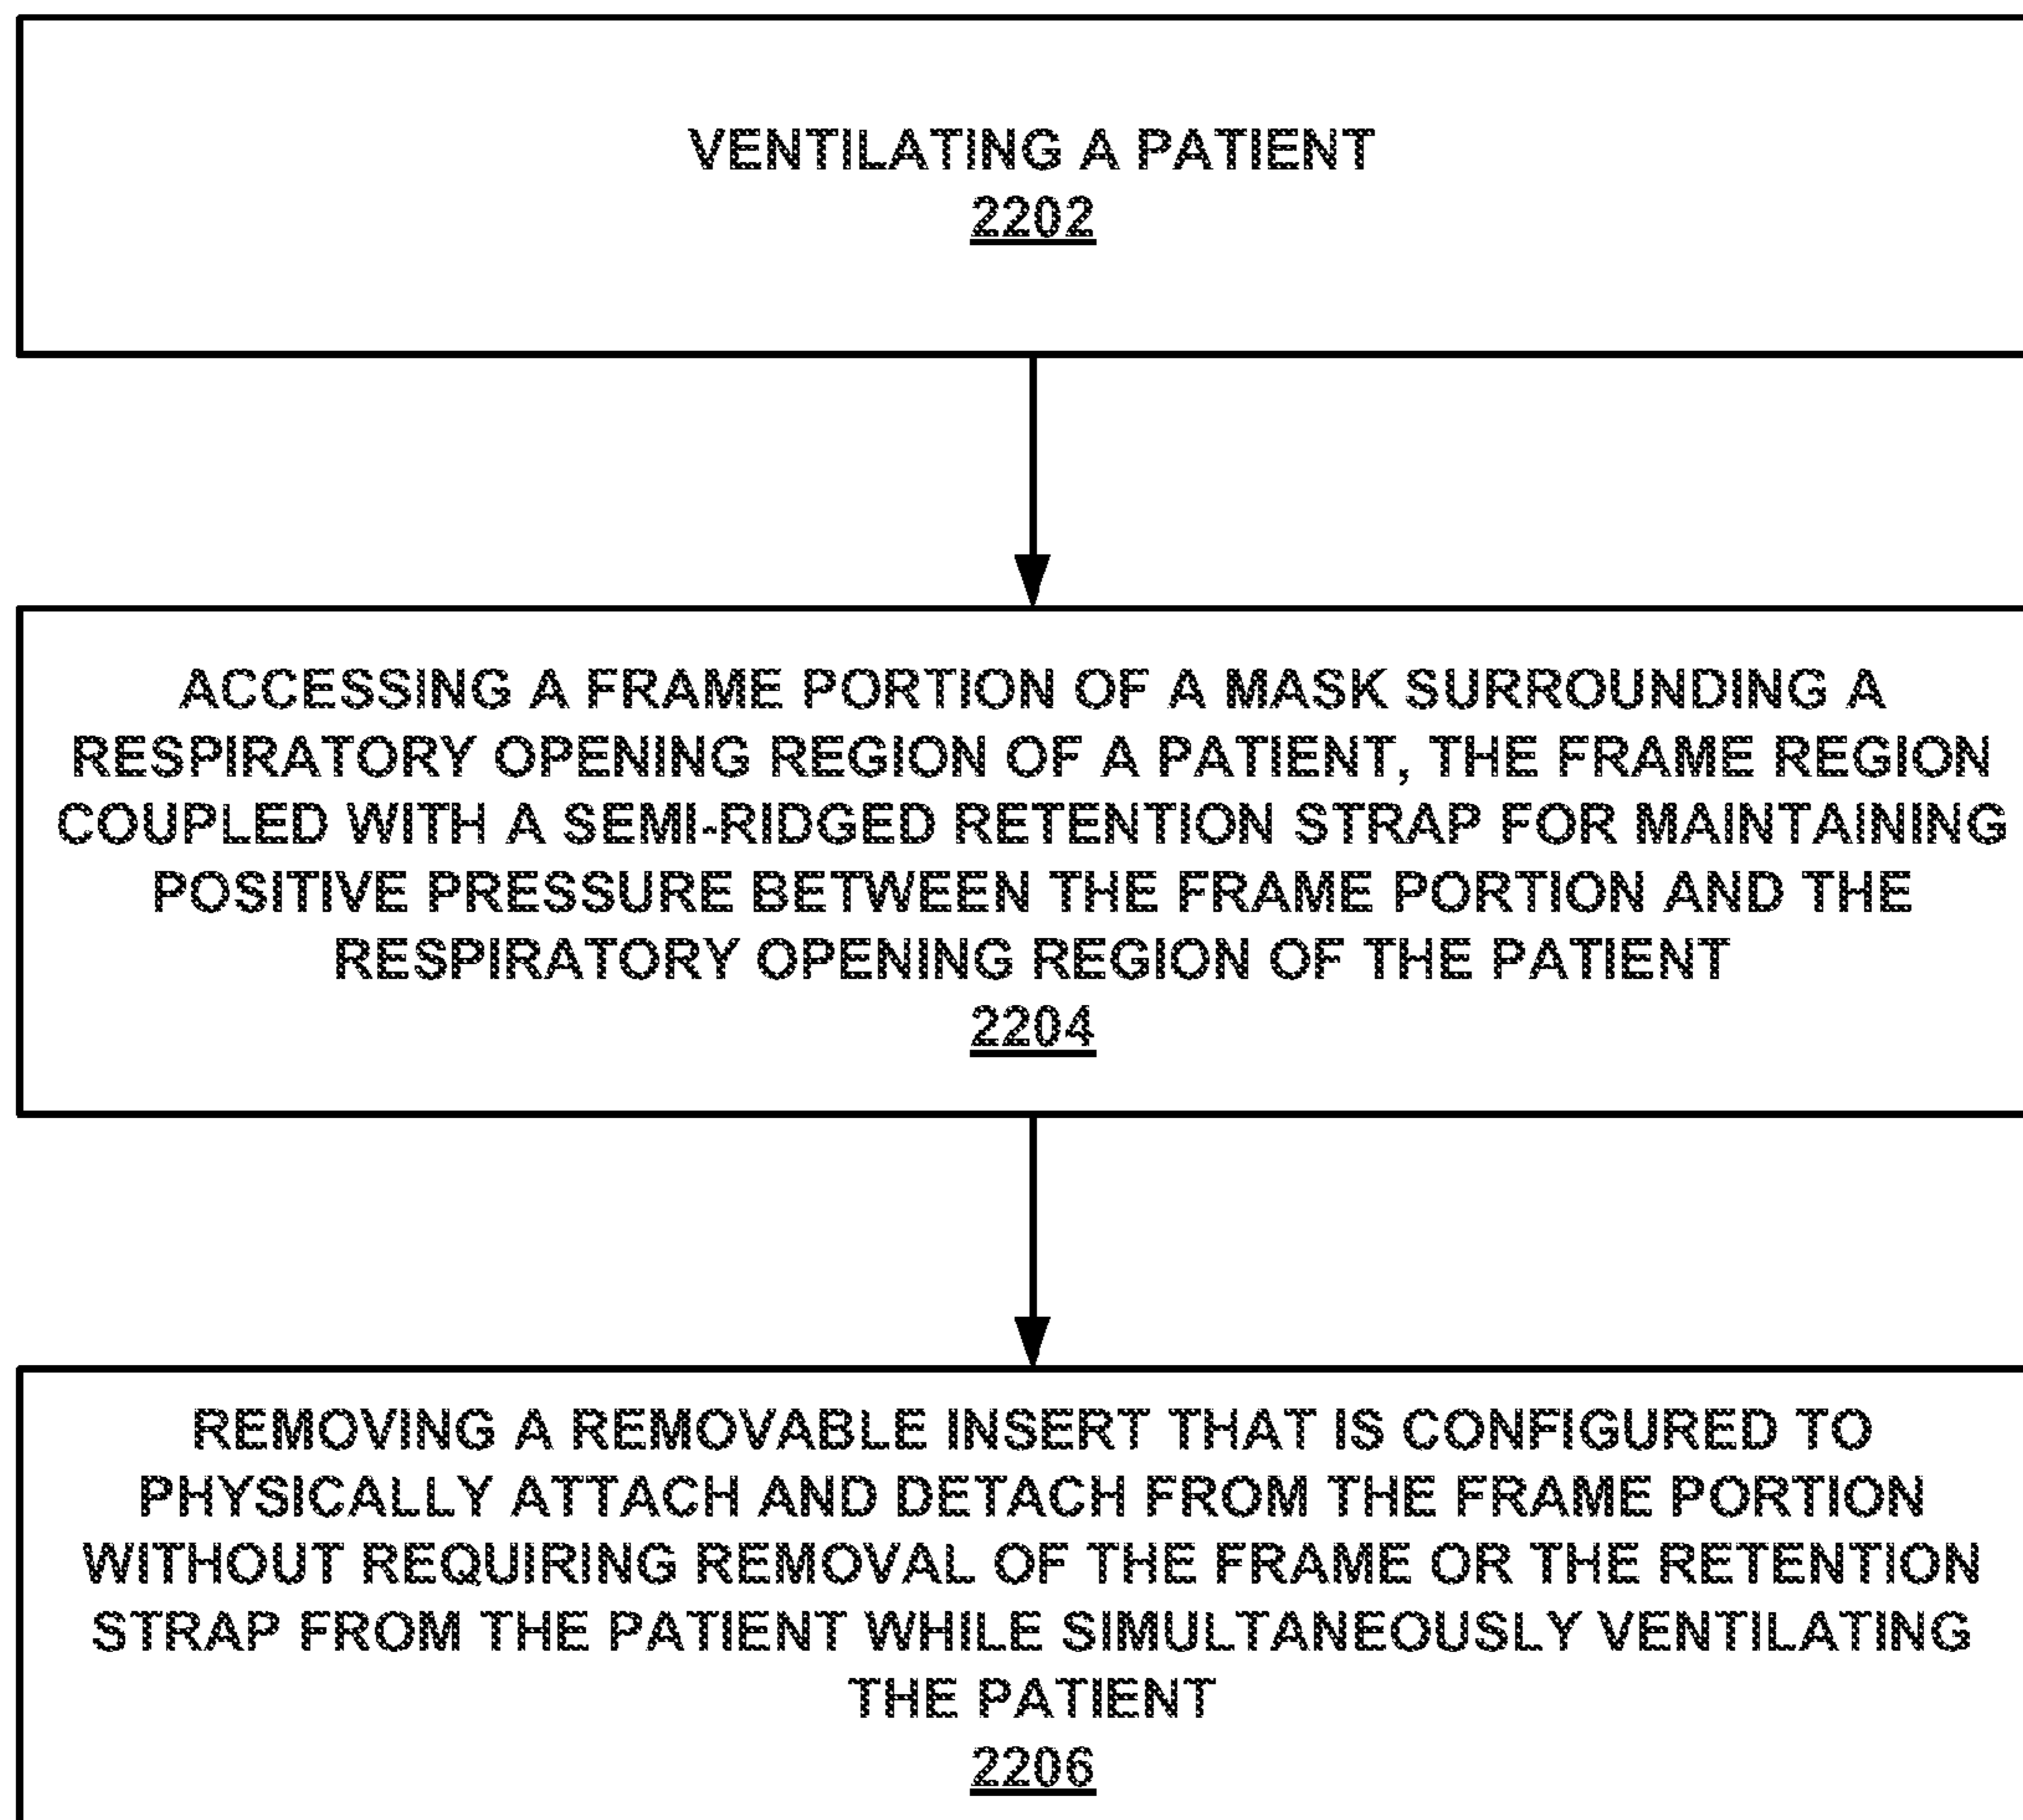 VENTILATING A PATIENT
2202
ACCESSING A FRAME PORTION OF A MASK SURROUNDING A
RESPIRATORY OPENING REGION OF A PATIENT, THE FRAME REGION
COUPLED WITH A SEMI-RIDGED RETENTION STRAP FOR MAINTAINING
POSITIVE PRESSURE BETWEEN THE FRAME PORTION AND THE
RESPIRATORY OPENING REGION OF THE PATIENT
2204
REMOVING A REMOVABLE INSERT THAT IS CONFIGURED TO
PHYSICALLY ATTACH AND DETACH FROM THE FRAME PORTION
WITHOUT REQUIRING REMOVAL OF THE FRAME OR THE RETENTION
STRAP FROM THE PATIENT WHILE SIMULTANEOUSLY VENTILATING
THE PATIENT
2206